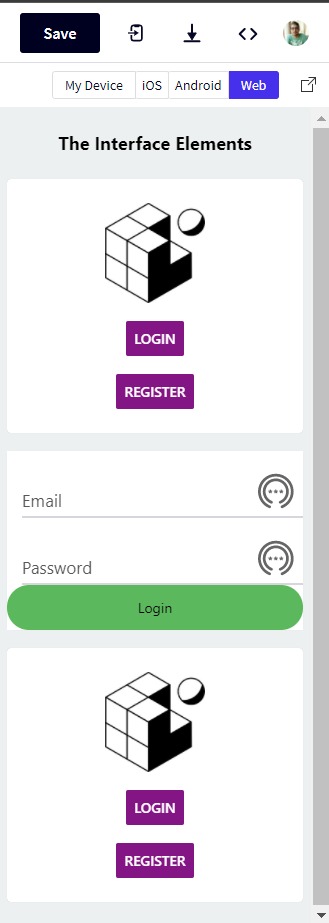 Save
My Device iOS Android Web
The Interface Elements
LOGIN
REGISTER
Email
Password
Login
LOGIN
REGISTER